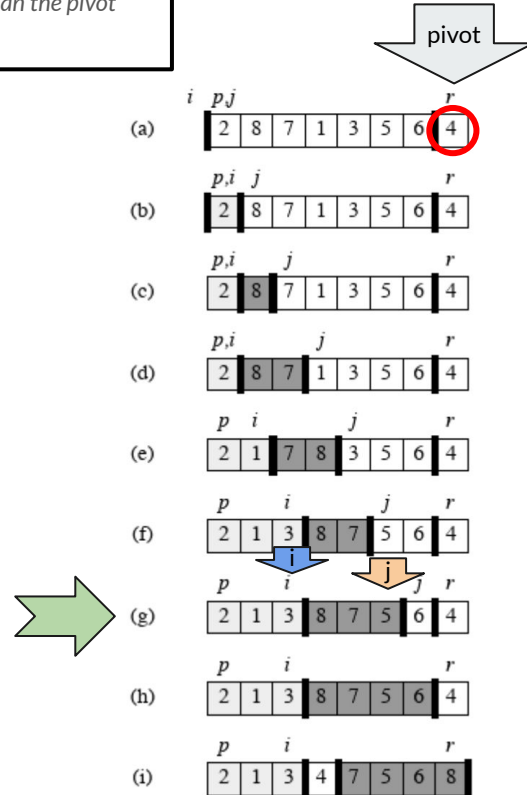 an the pivot
pivot
i p,j r
(a) 2 8 7 1 3 5 6 4
p,i j r
(b) 2 8 7 1 3 5 6 4
p,i j r
(c) 2 8 7 1 3 5 6 4
p,i j r
(d) 2 8 7 1 3 5 6 4
p i j r
(e) 2 1 7 8 3 5 6 4
p i j r
(f) 2 1 3 8 7 5 6 4
i j
p i j r
(g) 2 1 3 8 7 5 6 4
p i r
(h) 2 1 3 8 7 5 6 4
p i r
(i) 2 1 3 4 7 5 6 8